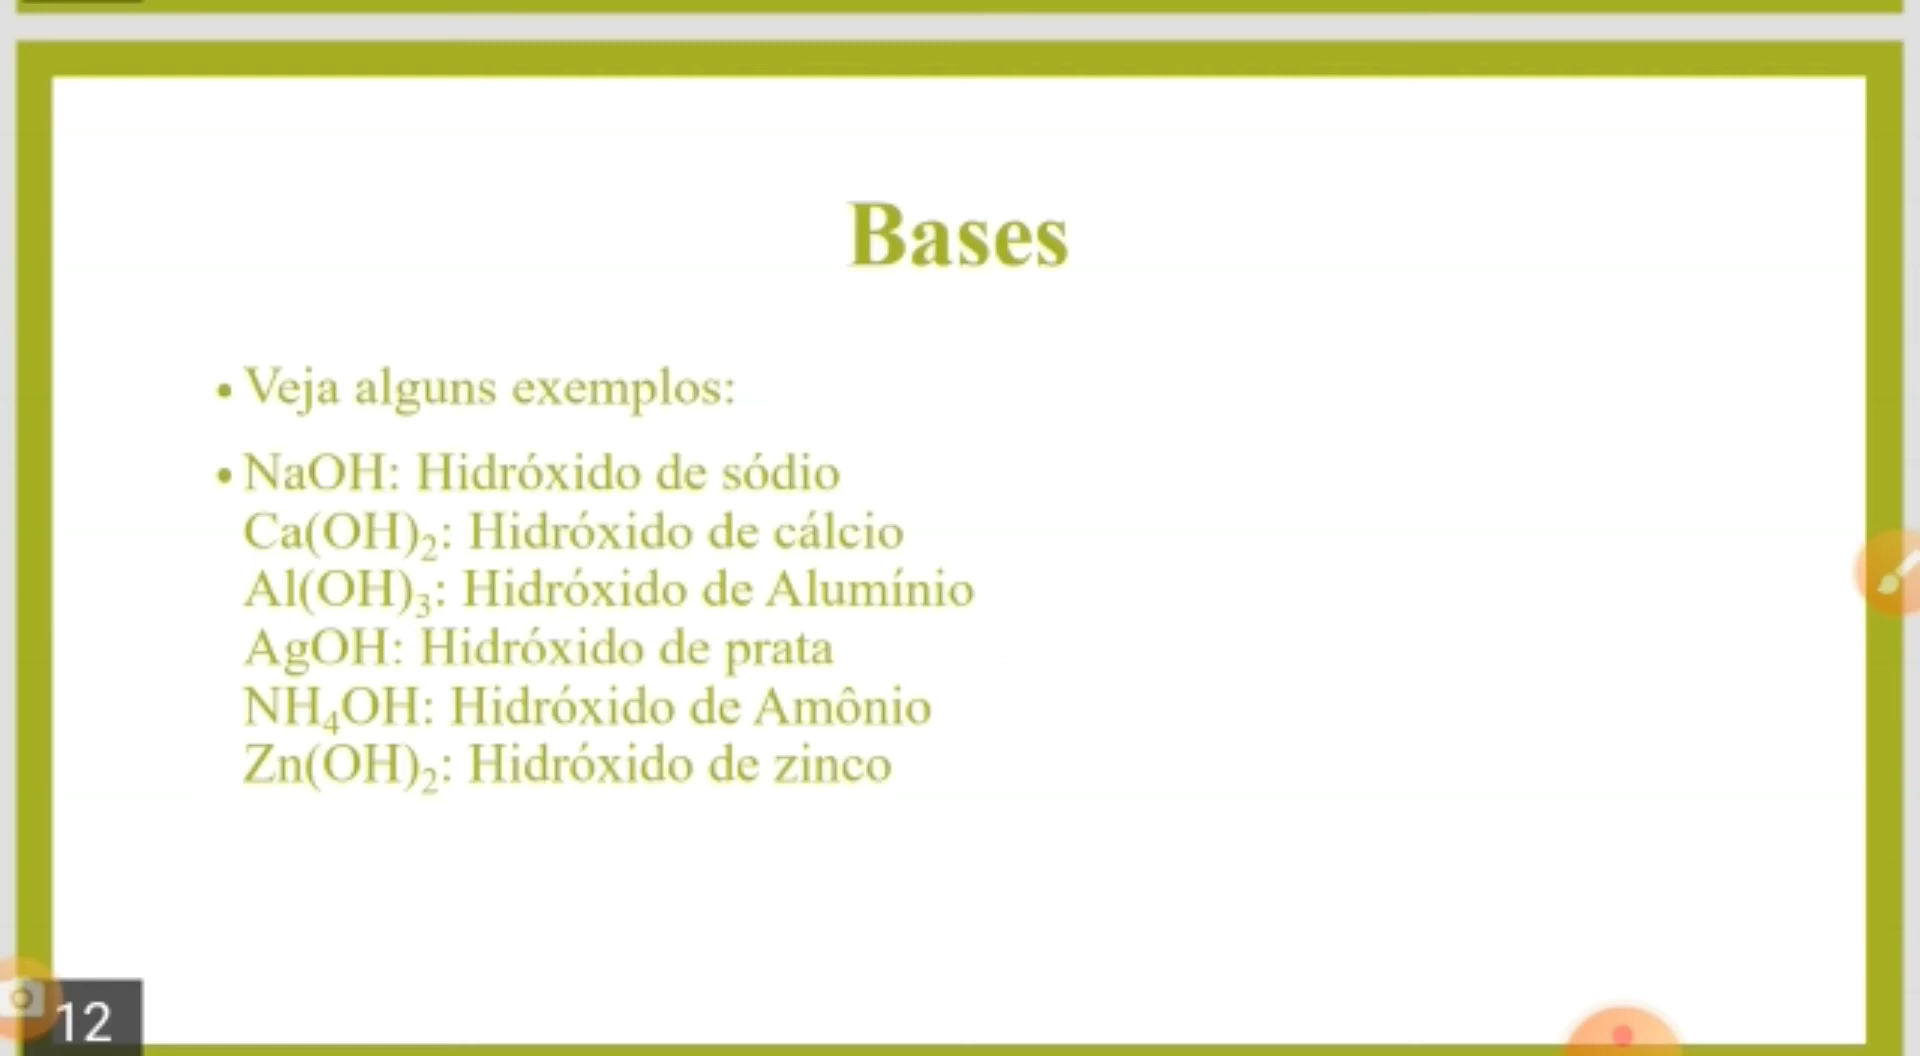 Bases
• Veja alguns exemplos:
• NaOH: Hidróxido de sódio
Ca(OH)₂: Hidróxido de cálcio
Al(OH)₃: Hidróxido de Alumínio
AgOH: Hidróxido de prata
NH₄OH: Hidróxido de Amônio
Zn(OH)₂: Hidróxido de zinco
12